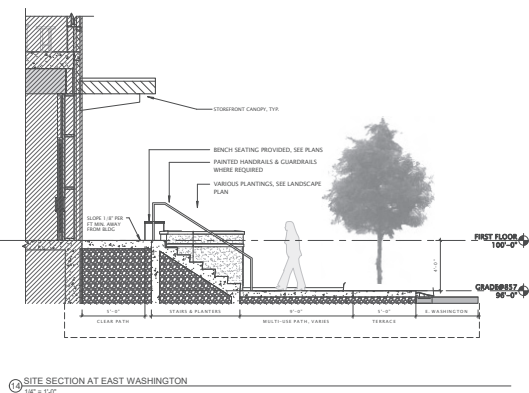 STOREFRONT CANOPY, TYP.
BENCH SEATING PROVIDED, SEE PLANS
PAINTED HANDRAILS & GUARDRAILS
WHERE REQUIRED
VARIOUS PLANTINGS, SEE LANDSCAPE
PLAN
SLOPE 1/8" PER
FT MIN. AWAY
FROM BLDG
FIRST FLOOR
100'-0"
4'-0"
GRADE@857
96'-0"
5'-0"
STAIRS & PLANTERS
9'-0"
5'-0"
E. WASHINGTON
CLEAR PATH
MULTI-USE PATH, VARIES
TERRACE
14 SITE SECTION AT EAST WASHINGTON
1/4" = 1'-0"